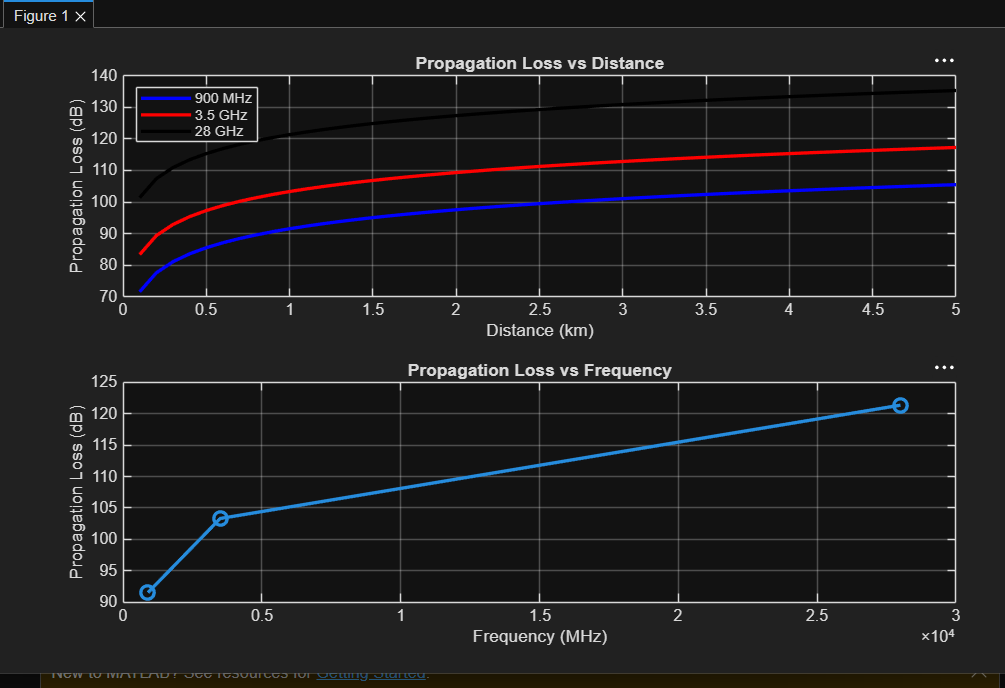 Figure 1
Propagation Loss vs Distance
Propagation Loss (dB)
140
130
120
110
100
90
80
70
900 MHz
3.5 GHz
28 GHz
0 0.5 1 1.5 2 2.5 3 3.5 4 4.5 5
Distance (km)
Propagation Loss vs Frequency
Propagation Loss (dB)
125
120
115
110
105
100
95
90
0 0.5 1 1.5 2 2.5 3
Frequency (MHz)
×10⁴
New to MATLAB? See resources for Getting Started.